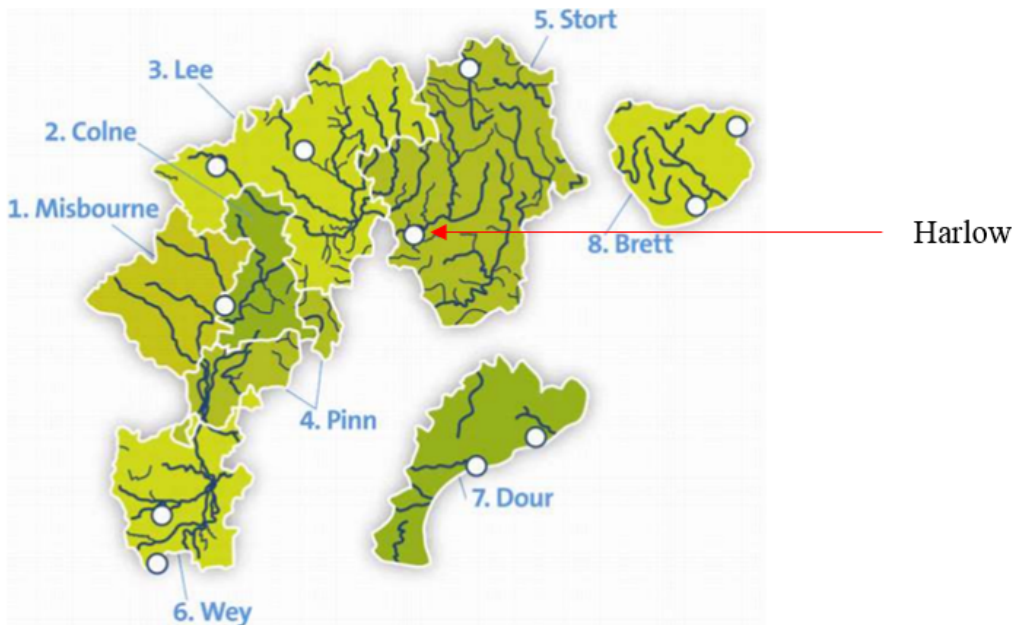 5. Stort
3. Lee
2. Colne
1. Misbourne
Harlow
8. Brett
4. Pinn
7. Dour
6. Wey